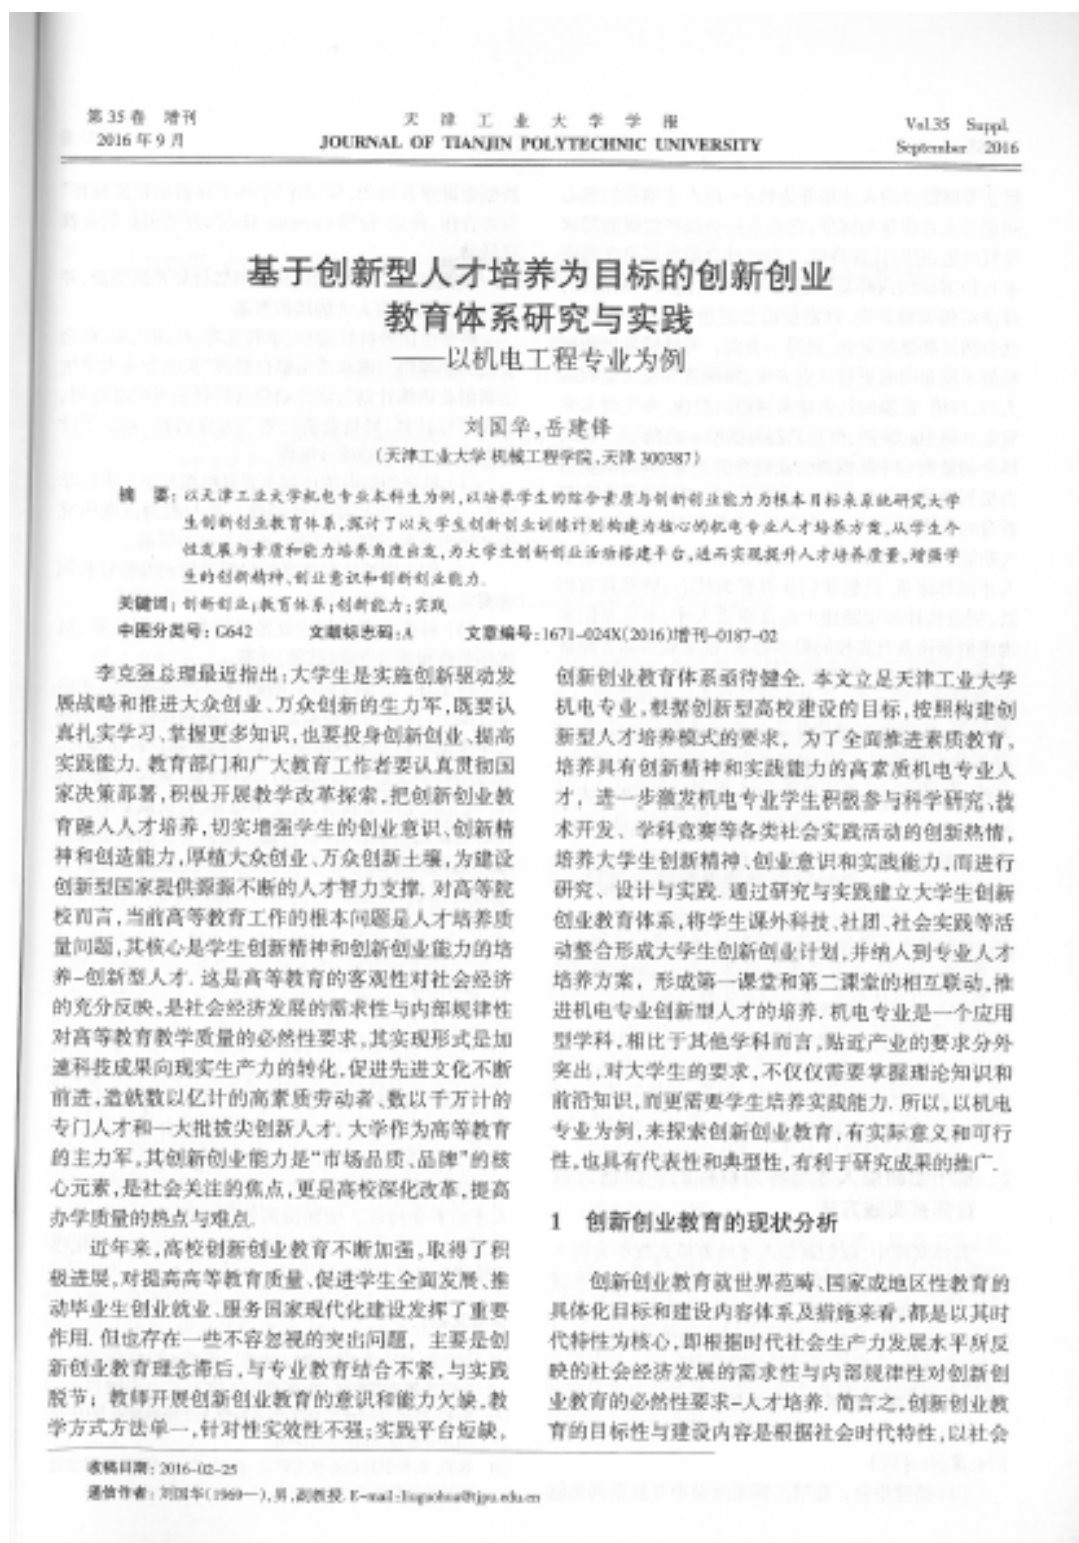 第35卷 增刊
2016年9月
天津工业大学学报
JOURNAL OF TIANJIN POLYTECHNIC UNIVERSITY
Vol.35 Suppl.
September 2016
基于创新型人才培养为目标的创新创业
教育体系研究与实践
——以机电工程专业为例
刘国华,岳建锋
(天津工业大学 机械工程学院,天津 300387)
摘 要: 以天津工业大学机电专业本科生为例,以培养学生的综合素质与创新创业能力为根本目标来系统研究大学
生创新创业教育体系,探讨了以大学生创新创业训练计划构建为核心的机电专业人才培养方案,从学生个
性发展与素质和能力培养角度出发,为大学生创新创业活动搭建平台,进而实现提升人才培养质量,增强学
生的创新精神、创业意识和创新创业能力.
关键词: 创新创业;教育体系;创新能力;实践
中图分类号: G642 文献标志码: A 文章编号: 1671-024X(2016)增刊-0187-02
李克强总理最近指出:大学生是实施创新驱动发
展战略和推进大众创业、万众创新的生力军,既要认
真扎实学习、掌握更多知识,也要投身创新创业、提高
实践能力. 教育部门和广大教育工作者要认真贯彻国
家决策部署,积极开展教学改革探索,把创新创业教
育融入人才培养,切实增强学生的创业意识、创新精
神和创造能力,厚植大众创业、万众创新土壤,为建设
创新型国家提供源源不断的人才智力支撑. 对高等院
校而言,当前高等教育工作的根本问题是人才培养质
量问题,其核心是学生创新精神和创新创业能力的培
养-创新型人才. 这是高等教育的客观性对社会经济
的充分反映、是社会经济发展的需求性与内部规律性
对高等教育教学质量的必然性要求,其实现形式是加
速科技成果向现实生产力的转化,促进先进文化不断
前进,造就数以亿计的高素质劳动者、数以千万计的
专门人才和一大批拔尖创新人才. 大学作为高等教育
的主力军,其创新创业能力是“市场品质、品牌”的核
心元素,是社会关注的焦点,更是高校深化改革,提高
办学质量的热点与难点.
近年来,高校创新创业教育不断加强,取得了积
极进展,对提高高等教育质量、促进学生全面发展、推
动毕业生创业就业、服务国家现代化建设发挥了重要
作用. 但也存在一些不容忽视的突出问题, 主要是创
新创业教育理念滞后,与专业教育结合不紧,与实践
脱节; 教师开展创新创业教育的意识和能力欠缺,教
学方式方法单一,针对性实效性不强;实践平台短缺,
创新创业教育体系亟待健全. 本文立足天津工业大学
机电专业,根据创新型高校建设的目标,按照构建创
新型人才培养模式的要求, 为了全面推进素质教育,
培养具有创新精神和实践能力的高素质机电专业人
才, 进一步激发机电专业学生积极参与科学研究、技
术开发、学科竞赛等各类社会实践活动的创新热情,
培养大学生创新精神、创业意识和实践能力,而进行
研究、设计与实践. 通过研究与实践建立大学生创新
创业教育体系,将学生课外科技、社团、社会实践等活
动整合形成大学生创新创业计划,并纳入到专业人才
培养方案, 形成第一课堂和第二课堂的相互联动,推
进机电专业创新型人才的培养. 机电专业是一个应用
型学科,相比于其他学科而言,贴近产业的要求分外
突出,对大学生的要求,不仅仅需要掌握理论知识和
前沿知识,而更需要学生培养实践能力. 所以,以机电
专业为例,来探索创新创业教育,有实际意义和可行
性,也具有代表性和典型性,有利于研究成果的推广.
1 创新创业教育的现状分析
创新创业教育就世界范畴、国家或地区性教育的
具体化目标和建设内容体系及措施来看,都是以其时
代特性为核心,即根据时代社会生产力发展水平所反
映的社会经济发展的需求性与内部规律性对创新创
业教育的必然性要求-人才培养. 简言之,创新创业教
育的目标性与建设内容是根据社会时代特性,以社会
收稿日期: 2016-02-25
通信作者: 刘国华(1969—),男,副教授. E-mail:liuguohua@tjpu.edu.cn